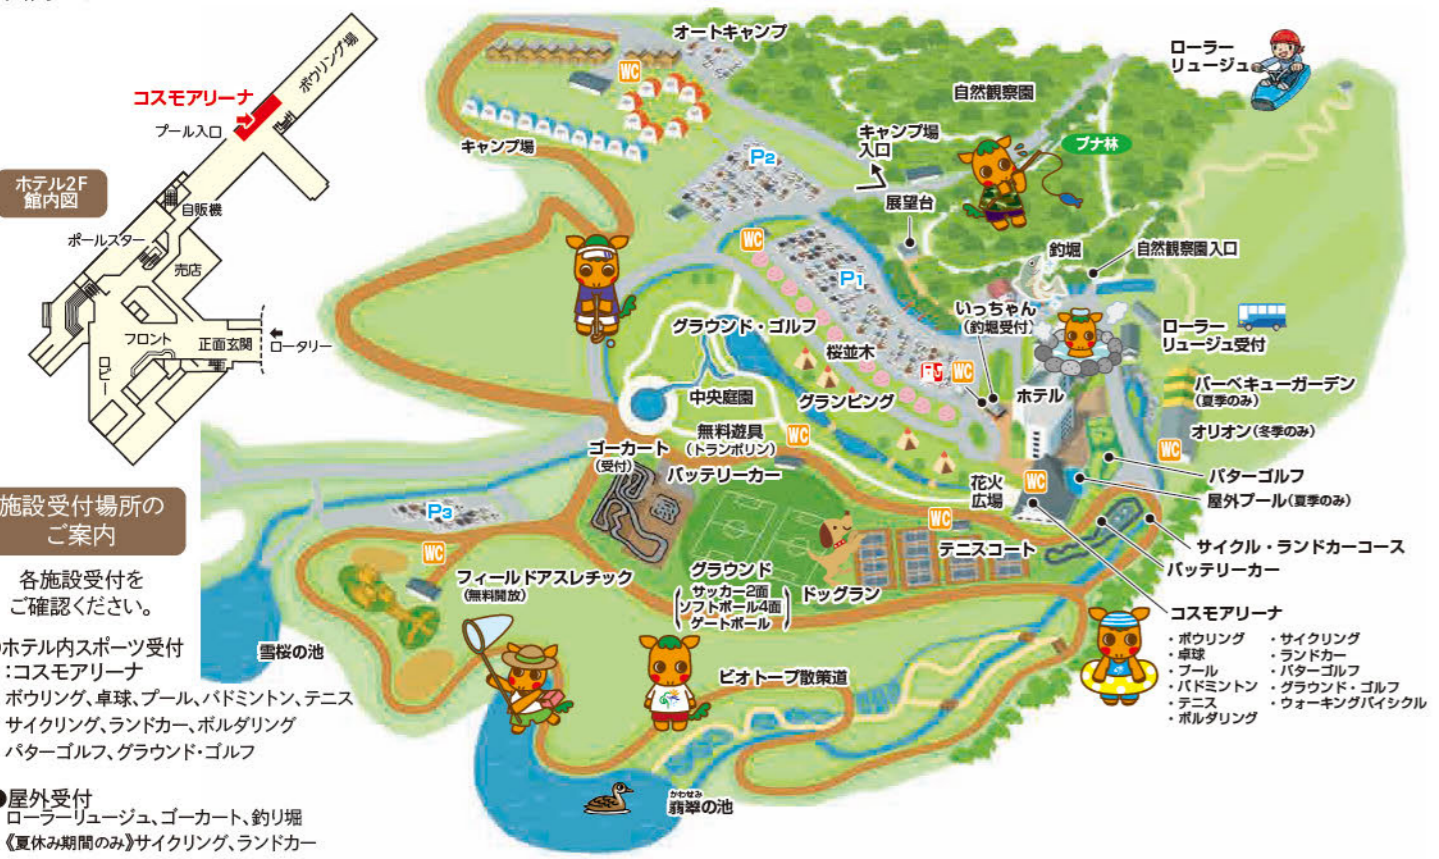 コスモアリーナ
ボウリング場
プール入口
ホテル2F
館内図
自販機
ポールスター
売店
フロント
正面玄関
ロータリー
ロビー
施設受付場所の
ご案内
各施設受付を
ご確認ください。
ホテル内スポーツ受付
：コスモアリーナ
ボウリング、卓球、プール、バドミントン、テニス
サイクリング、ランドカー、ボルダリング
パターゴルフ、グラウンド・ゴルフ
●屋外受付
ローラーリュージュ、ゴーカート、釣り堀
《夏休み期間のみ》サイクリング、ランドカー
オートキャンプ
WC
キャンプ場
P2
キャンプ場
入口
自然観察園
ブナ林
ローラー
リュージュ
展望台
釣堀
自然観察園入口
WC
P1
いっちゃん
(釣堀受付)
ローラー
リュージュ受付
グラウンド・ゴルフ
桜並木
WC
中央庭園
グランピング
ホテル
バーベキューガーデン
(夏季のみ)
オリオン(冬季のみ)
WC
無料遊具
(トランポリン)
WC
ゴーカート
(受付)
バッテリーカー
花火
広場
WC
パターゴルフ
屋外プール(夏季のみ)
P3
WC
WC
テニスコート
サイクル・ランドカーコース
バッテリーカー
フィールドアスレチック
(無料開放)
グラウンド
サッカー2面
ソフトボール4面
ゲートボール
ドッグラン
コスモアリーナ
・ボウリング
・卓球
・プール
・バドミントン
・テニス
・ボルダリング
・サイクリング
・ランドカー
・パターゴルフ
・グラウンド・ゴルフ
・ウォーキングバイシクル
雪桜の池
ビオトープ散策道
かわせみ
翡翠の池